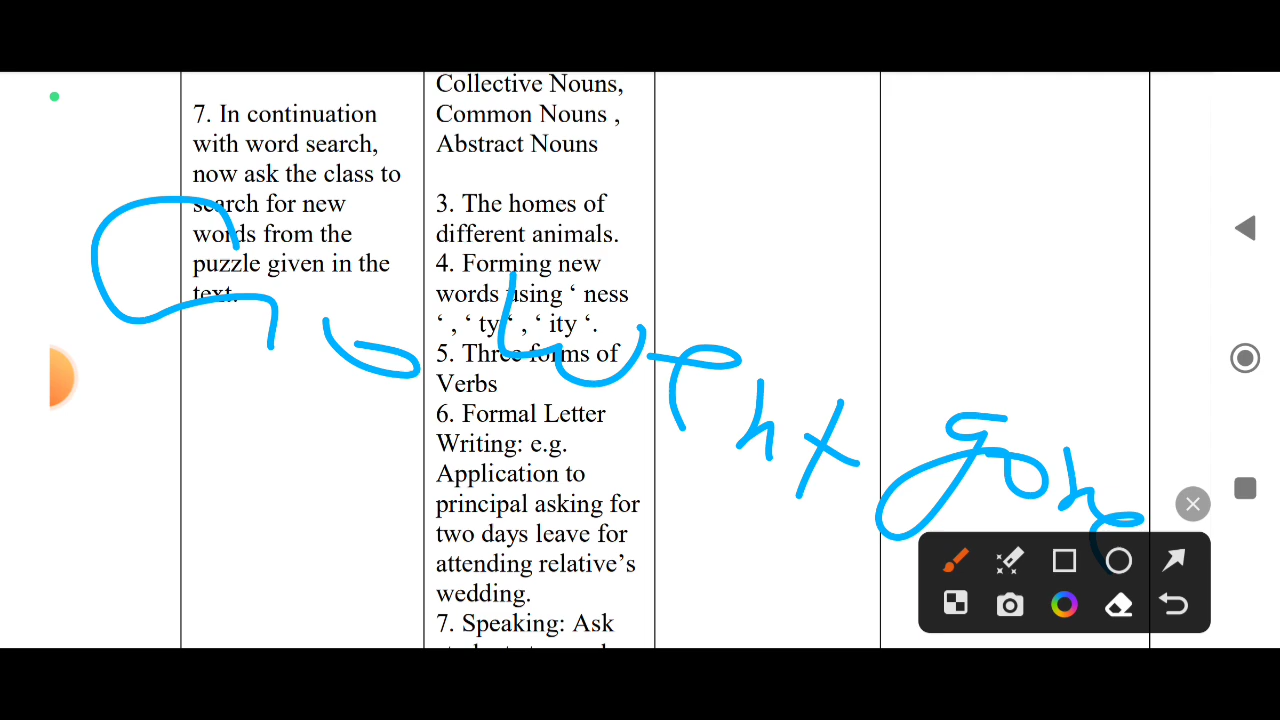 7. In continuation
with word search,
now ask the class to
search for new
words from the
puzzle given in the
text.
Collective Nouns,
Common Nouns ,
Abstract Nouns
3. The homes of
different animals.
4. Forming new
words using ‘ ness
‘ , ‘ ty ‘ , ‘ ity ‘.
5. Three forms of
Verbs
6. Formal Letter
Writing: e.g.
Application to
principal asking for
two days leave for
attending relative’s
wedding.
7. Speaking: Ask
go went gone